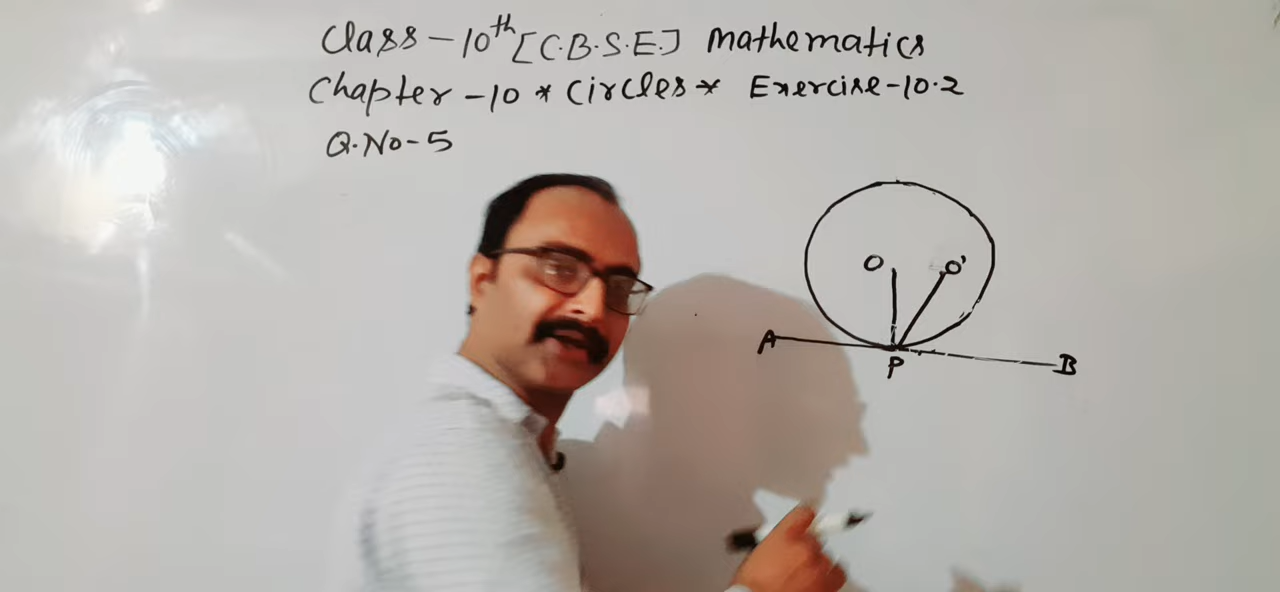 Class - 10th [C.B.S.E.] Mathematics
Chapter - 10 * Circles * Exercise - 10.2
Q.No - 5
O O'
A B
P